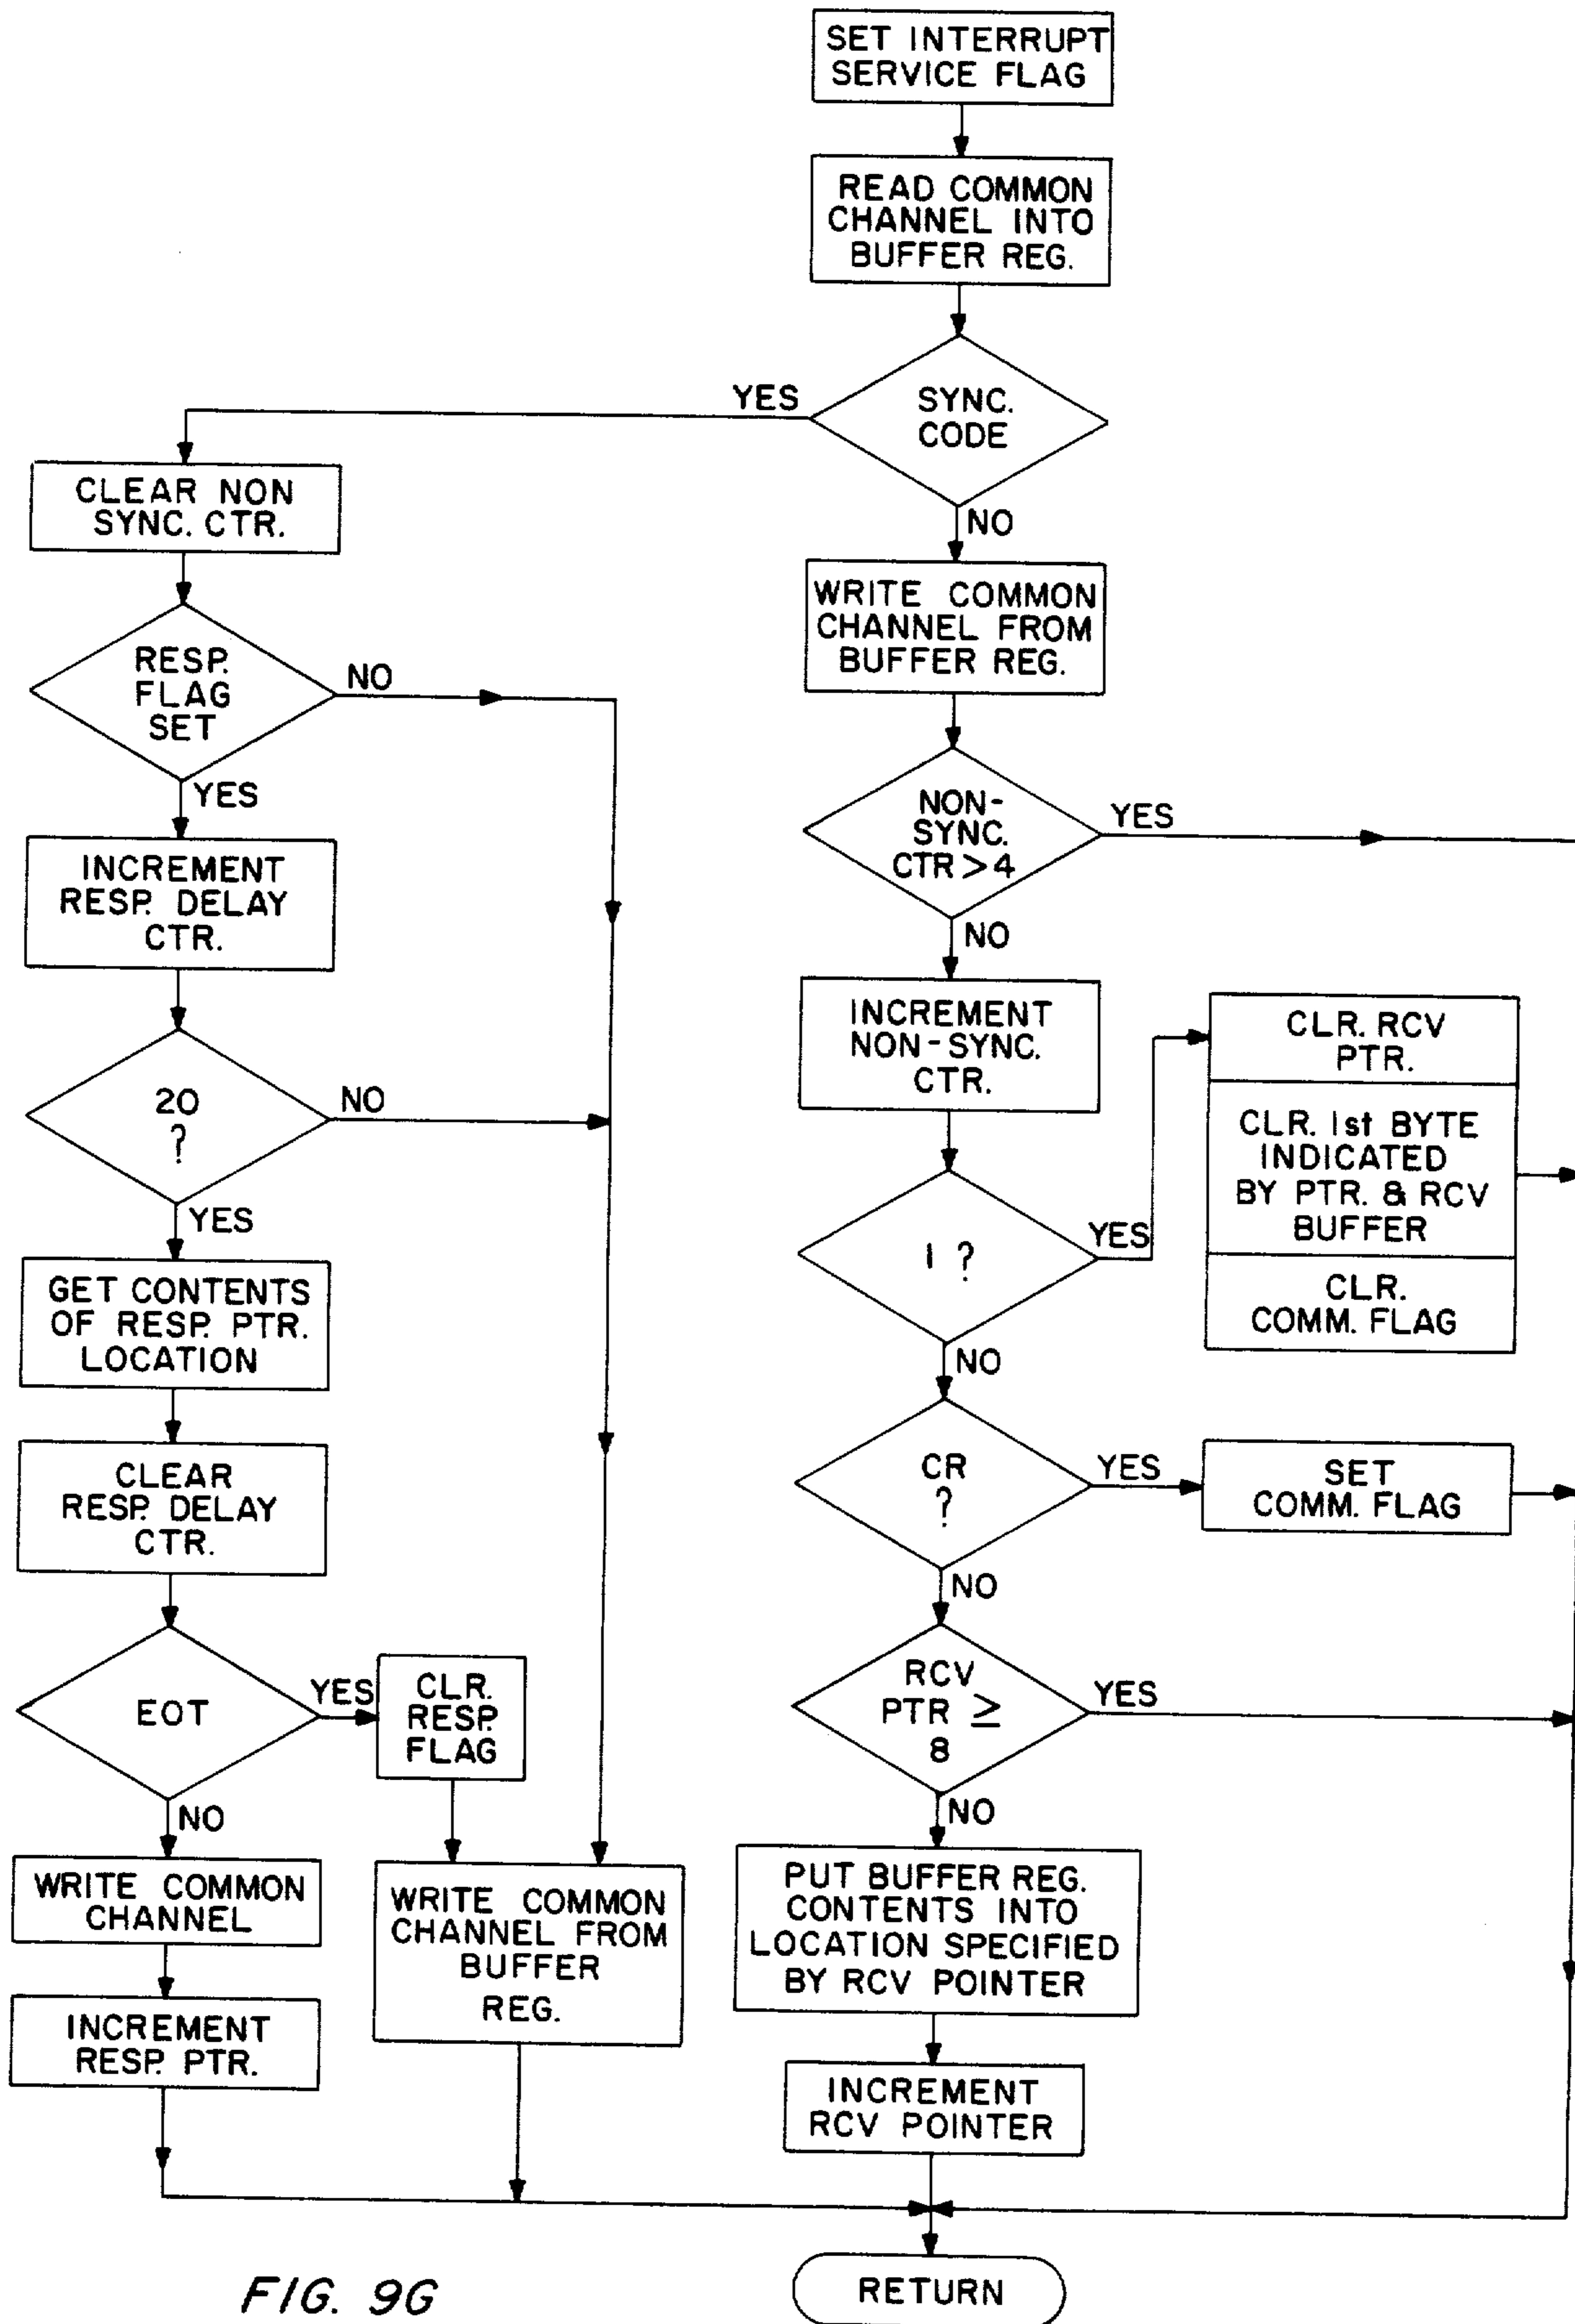 SET INTERRUPT
SERVICE FLAG
READ COMMON
CHANNEL INTO
BUFFER REG.
SYNC.
CODE
YES
NO
CLEAR NON
SYNC. CTR.
RESP.
FLAG
SET
NO
YES
INCREMENT
RESP. DELAY
CTR.
20
?
NO
YES
GET CONTENTS
OF RESP. PTR.
LOCATION
CLEAR
RESP. DELAY
CTR.
EOT
YES
NO
CLR.
RESP.
FLAG
WRITE COMMON
CHANNEL
INCREMENT
RESP. PTR.
WRITE COMMON
CHANNEL FROM
BUFFER
REG.
WRITE COMMON
CHANNEL FROM
BUFFER REG.
NON-
SYNC.
CTR > 4
YES
NO
INCREMENT
NON-SYNC.
CTR.
1 ?
YES
NO
CLR. RCV
PTR.
CLR. 1st BYTE
INDICATED
BY PTR. & RCV
BUFFER
CLR.
COMM. FLAG
CR
?
YES
NO
SET
COMM. FLAG
RCV
PTR ≥
8
YES
NO
PUT BUFFER REG.
CONTENTS INTO
LOCATION SPECIFIED
BY RCV POINTER
INCREMENT
RCV POINTER
RETURN
FIG. 9G